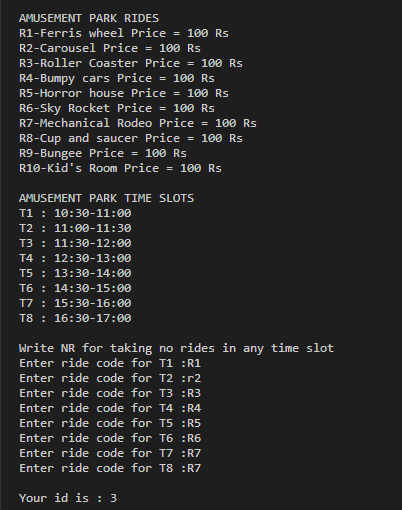 AMUSEMENT PARK RIDES
R1-Ferris wheel Price = 100 Rs
R2-Carousel Price = 100 Rs
R3-Roller Coaster Price = 100 Rs
R4-Bumpy cars Price = 100 Rs
R5-Horror house Price = 100 Rs
R6-Sky Rocket Price = 100 Rs
R7-Mechanical Rodeo Price = 100 Rs
R8-Cup and saucer Price = 100 Rs
R9-Bungee Price = 100 Rs
R10-Kid's Room Price = 100 Rs
AMUSEMENT PARK TIME SLOTS
T1 : 10:30-11:00
T2 : 11:00-11:30
T3 : 11:30-12:00
T4 : 12:30-13:00
T5 : 13:30-14:00
T6 : 14:30-15:00
T7 : 15:30-16:00
T8 : 16:30-17:00
Write NR for taking no rides in any time slot
Enter ride code for T1 :R1
Enter ride code for T2 :r2
Enter ride code for T3 :R3
Enter ride code for T4 :R4
Enter ride code for T5 :R5
Enter ride code for T6 :R6
Enter ride code for T7 :R7
Enter ride code for T8 :R7
Your id is : 3